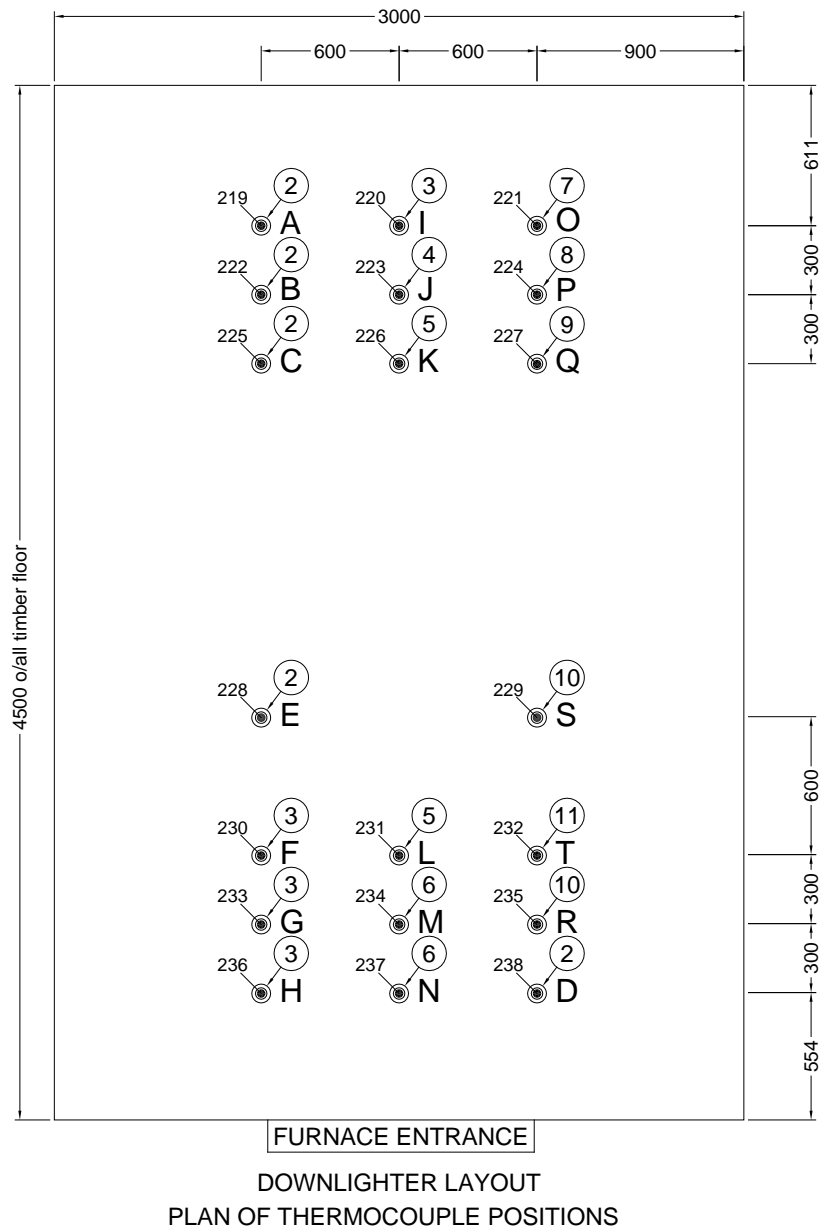 3000
600 600 900
611
2 3 7
219 A 220 I 221 O
2 4 8
300
222 B 223 J 224 P
2 5 9
300
225 C 226 K 227 Q
4500 o/all timber floor
2 10
228 E 229 S
600
3 5 11
230 F 231 L 232 T
3 6 10
300
233 G 234 M 235 R
3 6 2
300
236 H 237 N 238 D
554
FURNACE ENTRANCE
DOWNLIGHTER LAYOUT
PLAN OF THERMOCOUPLE POSITIONS